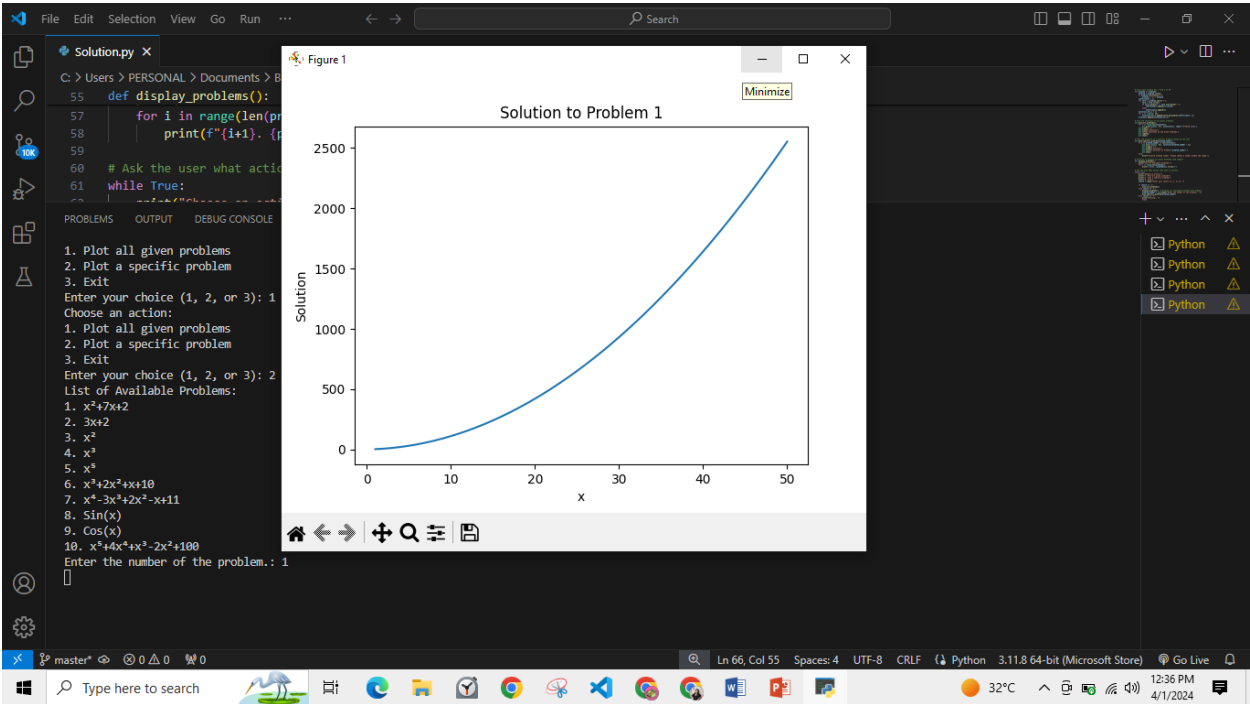 File Edit Selection View Go Run ···
Search
Solution.py
C: > Users > PERSONAL > Documents > B
55 def display_problems():
57 for i in range(len(pr
58 print(f"{i+1}. {p
59
60 # Ask the user what actio
61 while True:
PROBLEMS OUTPUT DEBUG CONSOLE
1. Plot all given problems
2. Plot a specific problem
3. Exit
Enter your choice (1, 2, or 3): 1
Choose an action:
1. Plot all given problems
2. Plot a specific problem
3. Exit
Enter your choice (1, 2, or 3): 2
List of Available Problems:
1. x²+7x+2
2. 3x+2
3. x²
4. x³
5. x⁵
6. x³+2x²+x+10
7. x⁴-3x³+2x²-x+11
8. Sin(x)
9. Cos(x)
10. x⁵+4x⁴+x³-2x²+100
Enter the number of the problem.: 1
Figure 1
Minimize
Solution to Problem 1
2500
2000
1500
1000
500
0
Solution
0 10 20 30 40 50
x
Python
Python
Python
Python
10K
master* 0 0 0
Ln 66, Col 55 Spaces: 4 UTF-8 CRLF Python 3.11.8 64-bit (Microsoft Store) Go Live
Type here to search
32°C
12:36 PM
4/1/2024